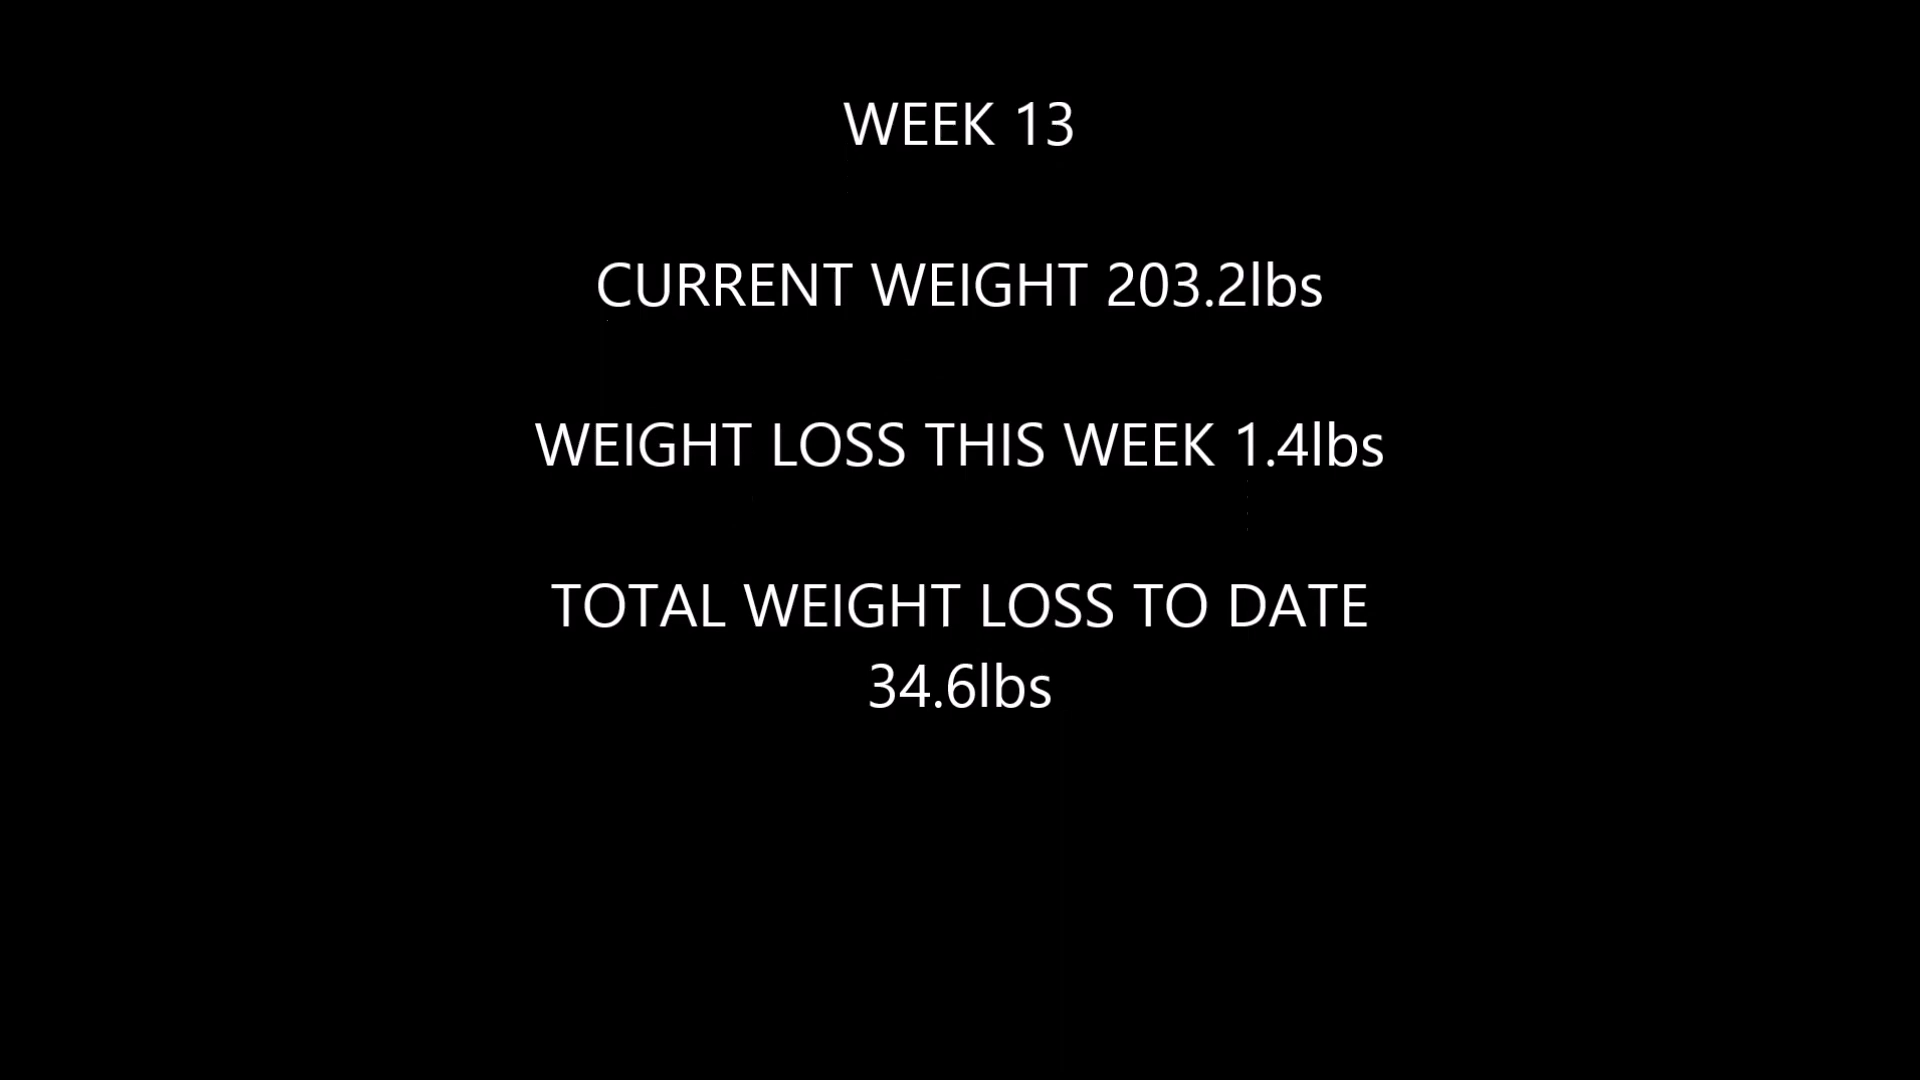 WEEK 13
CURRENT WEIGHT 203.2lbs
WEIGHT LOSS THIS WEEK 1.4lbs
TOTAL WEIGHT LOSS TO DATE
34.6lbs